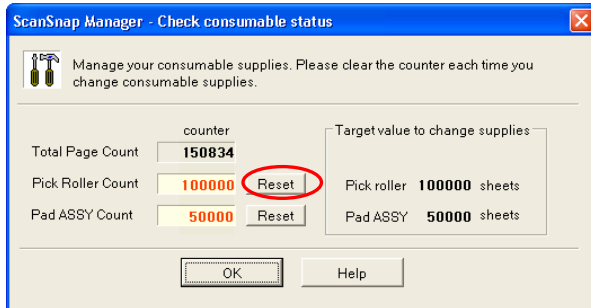 ScanSnap Manager - Check consumable status
Manage your consumable supplies. Please clear the counter each time you
change consumable supplies.
counter
Target value to change supplies
Total Page Count 150834
Pick Roller Count 100000 Reset Pick roller 100000 sheets
Pad ASSY Count 50000 Reset Pad ASSY 50000 sheets
OK Help